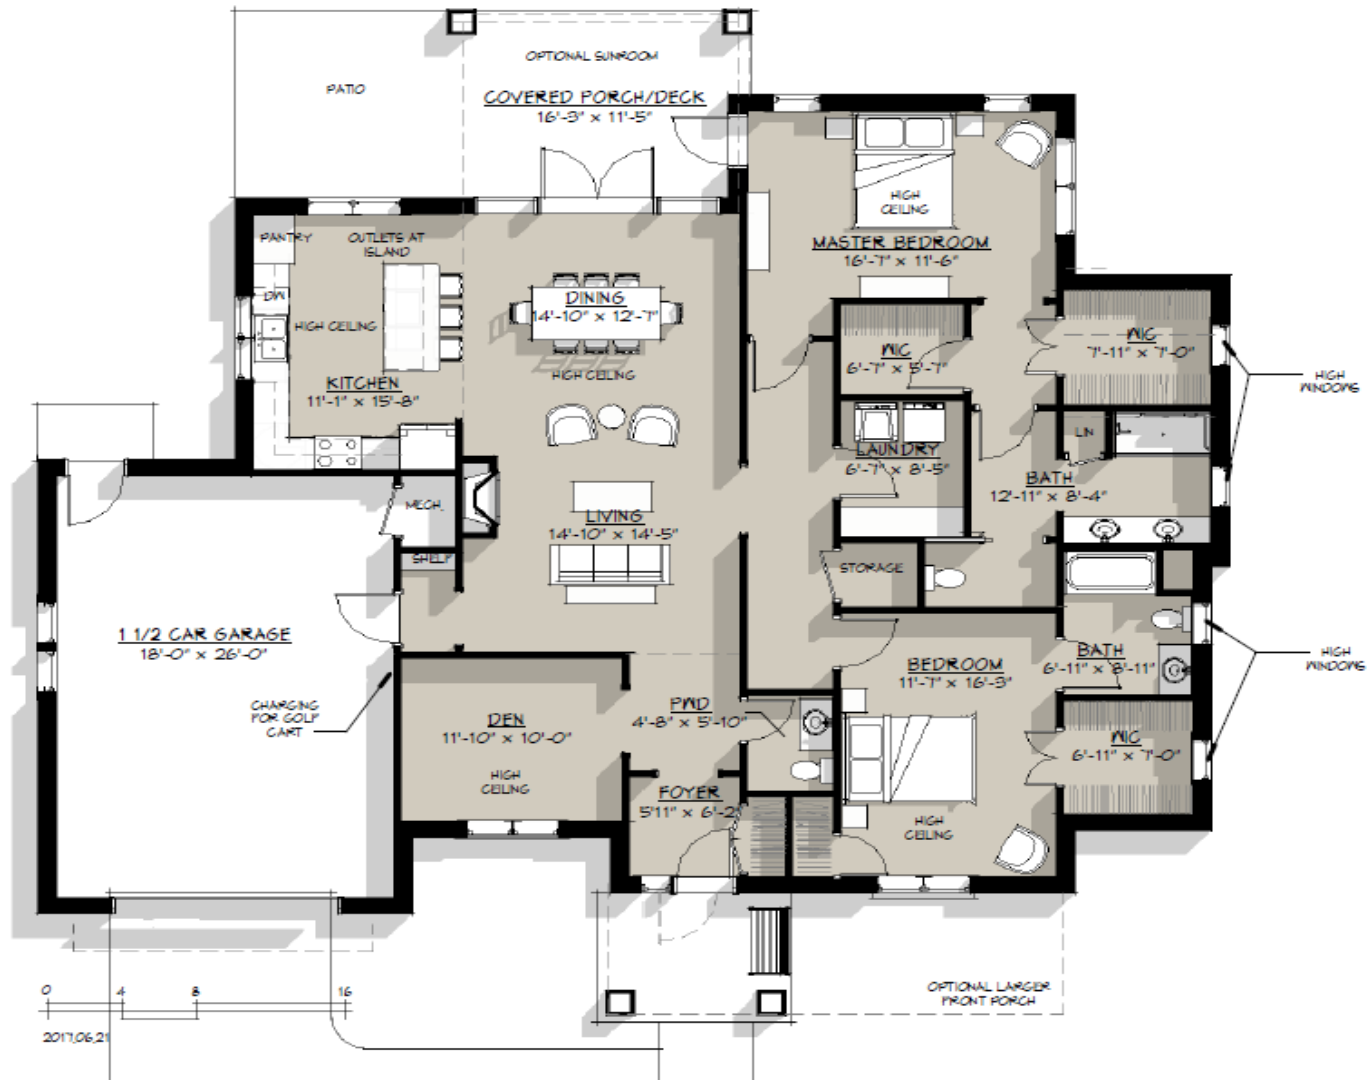 OPTIONAL SUNROOM
PATIO
COVERED PORCH/DECK
16'-3" x 11'-5"
HIGH
CEILING
MASTER BEDROOM
16'-7" x 11'-6"
PANTRY
OUTLETS AT
ISLAND
DW
HIGH CEILING
KITCHEN
11'-1" x 15'-8"
DINING
14'-10" x 12'-7"
HIGH CEILING
WIC
6'-7" x 5'-7"
WIC
7'-11" x 7'-0"
HIGH
WINDOWS
LIN
LAUNDRY
6'-7" x 8'-5"
BATH
12'-11" x 8'-4"
MECH.
SHELF
LIVING
14'-10" x 14'-5"
STORAGE
1 1/2 CAR GARAGE
18'-0" x 26'-0"
BEDROOM
11'-7" x 16'-3"
BATH
6'-11" x 8'-11"
HIGH
WINDOWS
CHARGING
FOR GOLF
CART
DEN
11'-10" x 10'-0"
HIGH
CEILING
PWD
4'-8" x 5'-10"
WIC
6'-11" x 7'-0"
FOYER
5'11" x 6'-2"
HIGH
CEILING
OPTIONAL LARGER
FRONT PORCH
0 4 8 16
2017.06.21